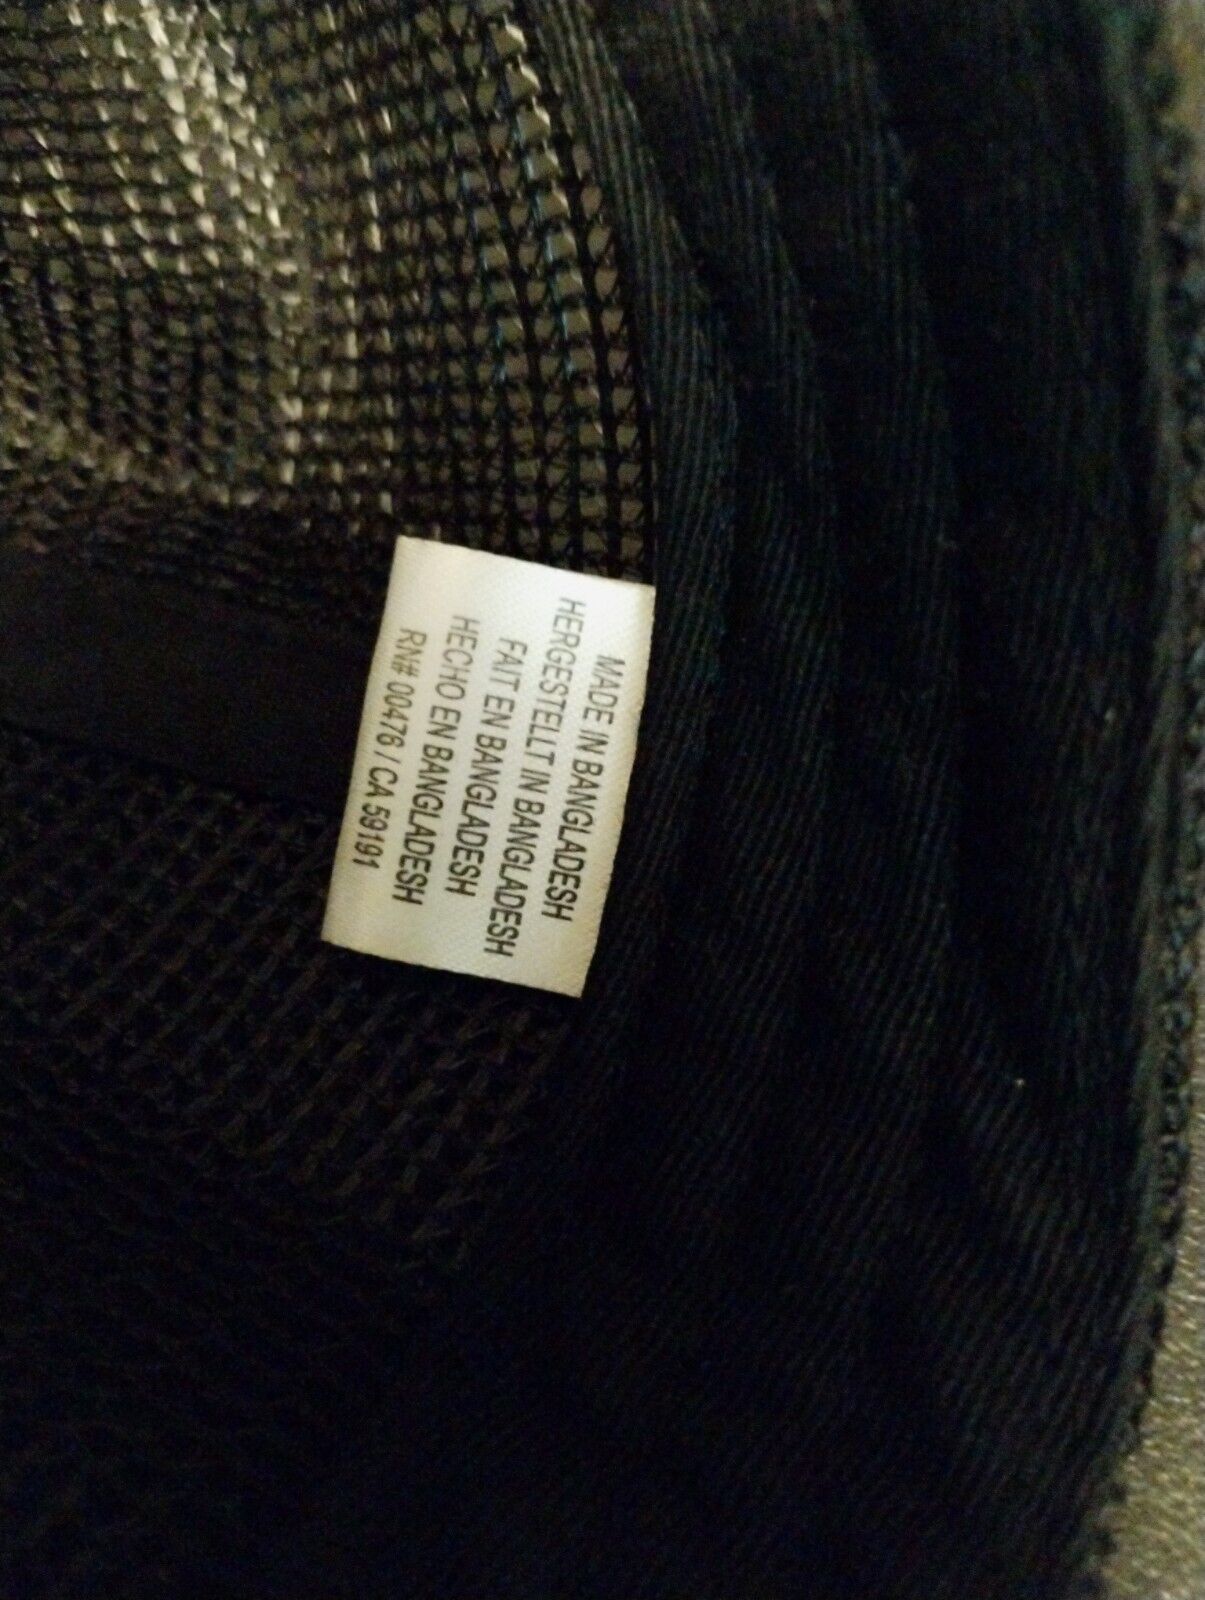 MADE IN BANGLADESH
HERGESTELLT IN BANGLADESH
FAIT EN BANGLADESH
HECHO EN BANGLADESH
RN# 00476 / CA 59191